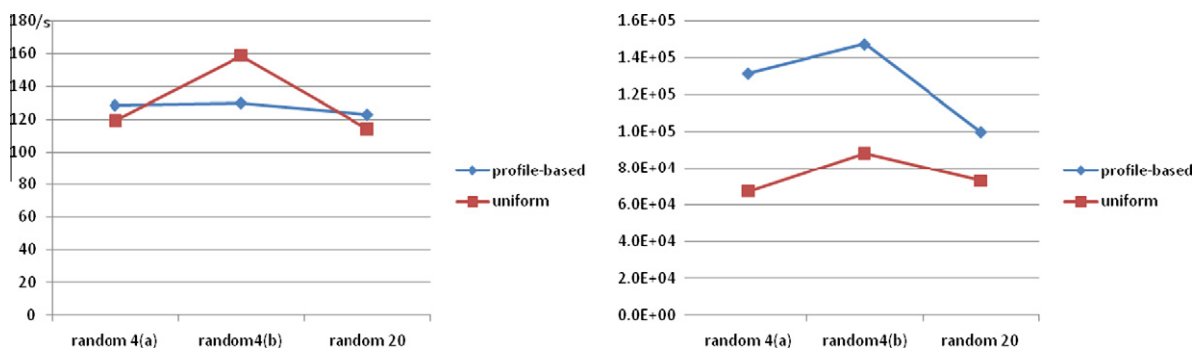 180/s
160
140
120
100
80
60
40
20
0
random 4(a) random4(b) random 20
profile-based
uniform
1.6E+05
1.4E+05
1.2E+05
1.0E+05
8.0E+04
6.0E+04
4.0E+04
2.0E+04
0.0E+00
random 4(a) random4(b) random 20
profile-based
uniform